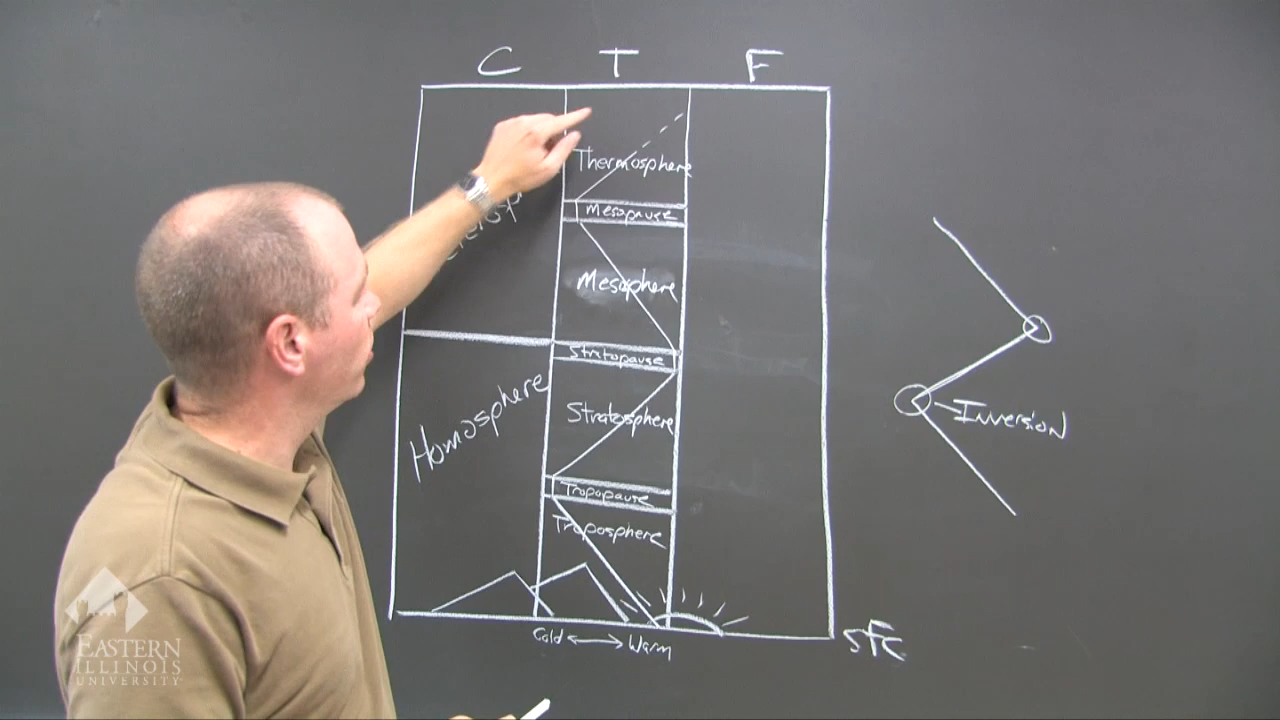 C T F
Thermosphere
Mesopause
Mesosphere
Stratopause
Homosphere
Stratosphere
Inversion
Tropopause
Troposphere
Cold Warm
SFC
EASTERN
ILLINOIS
UNIVERSITY